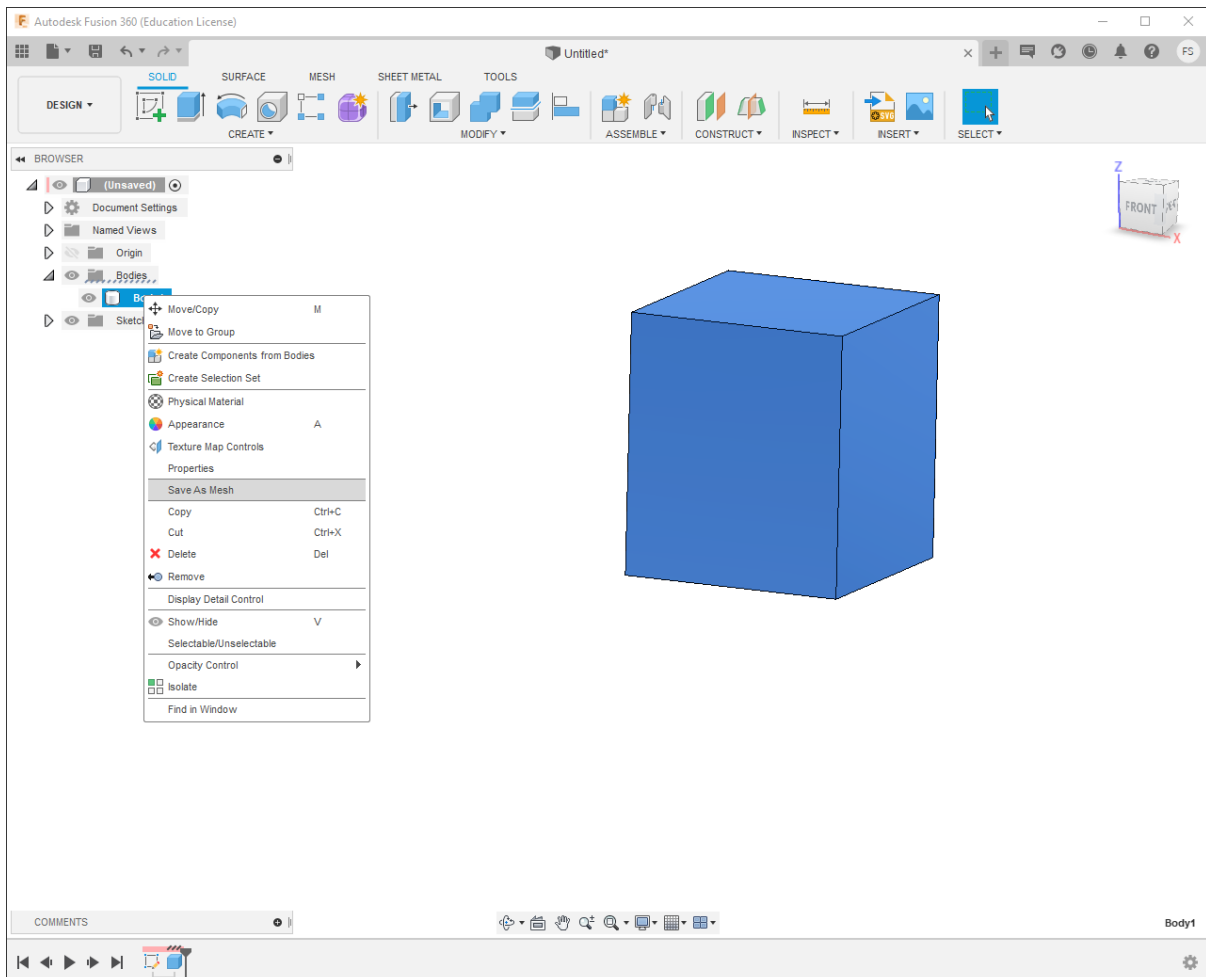 Autodesk Fusion 360 (Education License)
Untitled*
FS
SOLID SURFACE MESH SHEET METAL TOOLS
DESIGN
CREATE MODIFY ASSEMBLE CONSTRUCT INSPECT INSERT SELECT
SVG
BROWSER
(Unsaved)
Document Settings
Named Views
Origin
Bodies
Z
FRONT
X
Move/Copy M
Move to Group
Create Components from Bodies
Create Selection Set
Physical Material
Appearance A
Texture Map Controls
Properties
Save As Mesh
Copy Ctrl+C
Cut Ctrl+X
Delete Del
Remove
Display Detail Control
Show/Hide V
Selectable/Unselectable
Opacity Control
Isolate
Find in Window
COMMENTS
Body1